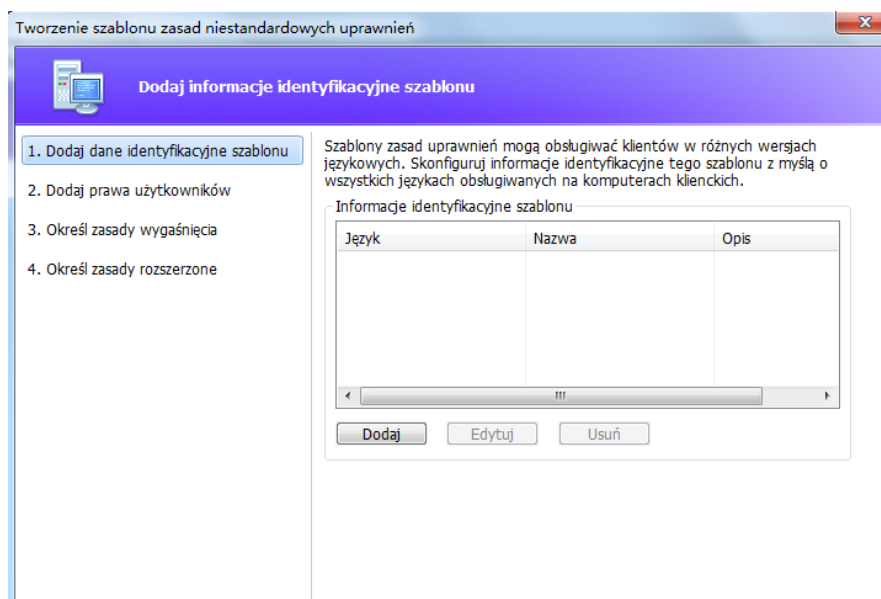 Tworzenie szablonu zasad niestandardowych uprawnień
Dodaj informacje identyfikacyjne szablonu
1. Dodaj dane identyfikacyjne szablonu
2. Dodaj prawa użytkowników
3. Określ zasady wygaśnięcia
4. Określ zasady rozszerzone
Szablony zasad uprawnień mogą obsługiwać klientów w różnych wersjach
językowych. Skonfiguruj informacje identyfikacyjne tego szablonu z myślą o
wszystkich językach obsługiwanych na komputerach klienckich.
Informacje identyfikacyjne szablonu
Język Nazwa Opis
Dodaj Edytuj Usuń